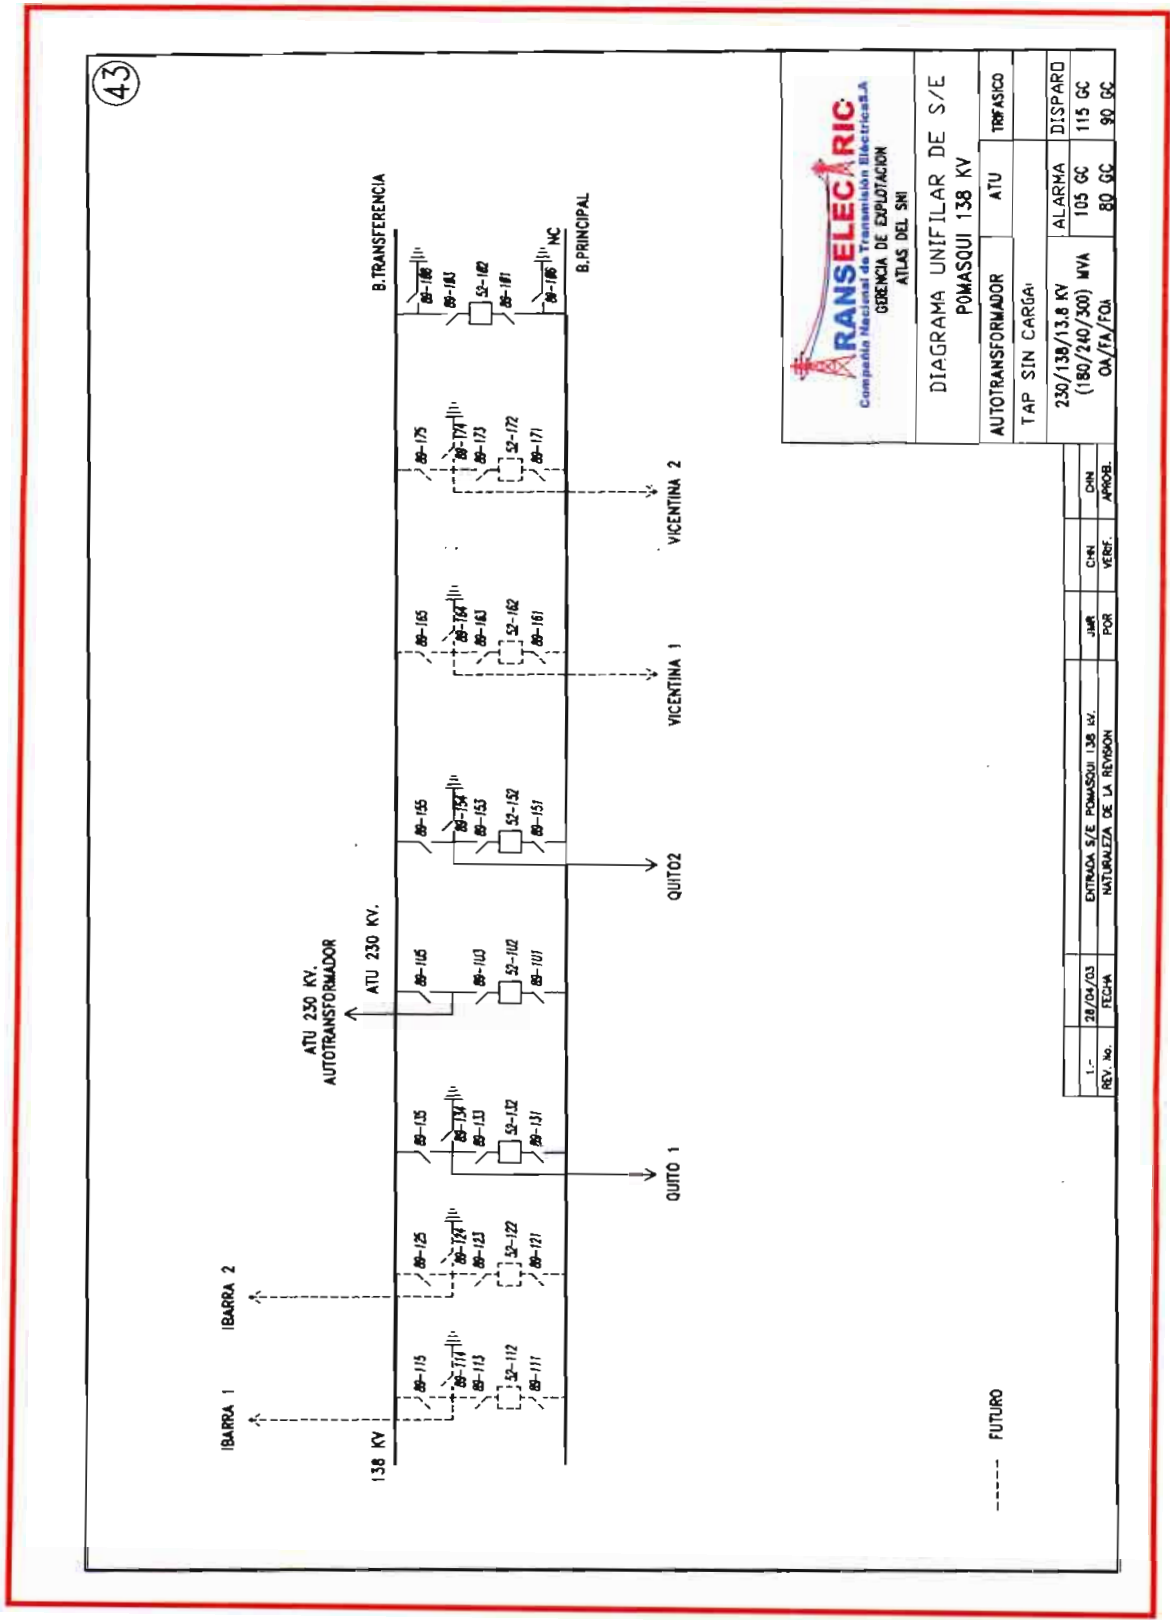 43
IBARRA 1
IBARRA 2
138 KV
ATU 230 KV.
AUTOTRANSFORMADOR
ATU 230 KV.
B.TRANSFERENCIA
89-115
89-114
89-113
52-112
89-111
89-125
89-124
89-123
52-122
89-121
89-135
89-134
89-133
52-132
89-131
89-1U5
89-1U3
52-1U2
89-1U1
89-155
89-154
89-153
52-152
89-151
89-165
89-164
89-163
52-162
89-161
89-175
89-174
89-173
52-172
89-171
89-183
52-182
89-181
89-186
NC
B.PRINCIPAL
QUITO 1
QUITO2
VICENTINA 1
VICENTINA 2
----- FUTURO
TRANSELECTRIC
Compañía Nacional de Transmisión Eléctrica S.A
GERENCIA DE EXPLOTACION
ATLAS DEL SNI
DIAGRAMA UNIFILAR DE S/E
POMASQUI 138 KV
AUTOTRANSFORMADOR ATU TRIFASICO
TAP SIN CARGA:
230/138/13.8 KV ALARMA DISPARO
(180/240/300) MVA 105 GC 115 GC
OA/FA/FOA 80 GC 90 GC
1.- 28/04/03 ENTRADA S/E POMASQUI 138 kV. JMR CHN CHN
REV. No. FECHA NATURALEZA DE LA REVISION POR VERIF. APROB.